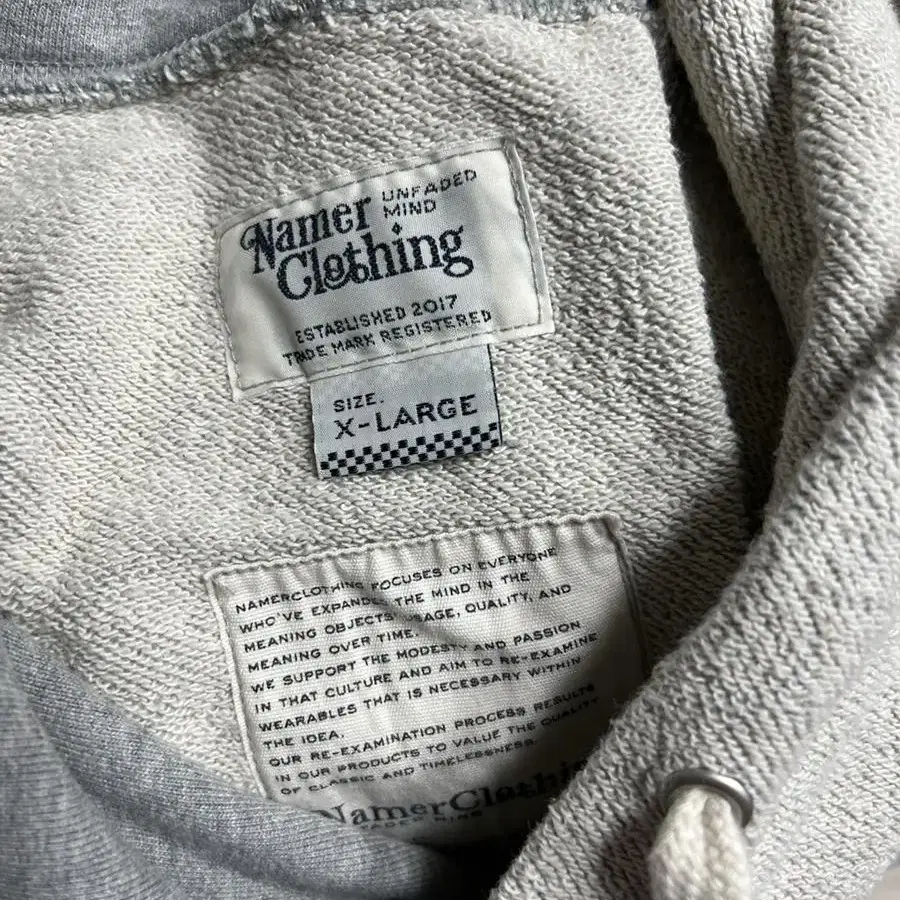 Namer UNFADED
MIND
Clothing
ESTABLISHED 2017
TRADE MARK REGISTERED
SIZE.
X-LARGE
NAMERCLOTHING FOCUSES ON EVERYONE
WHO'VE EXPANDED THE MIND IN THE
MEANING OBJECTS USAGE, QUALITY, AND
MEANING OVER TIME.
WE SUPPORT THE MODESTY AND PASSION
IN THAT CULTURE AND AIM TO RE-EXAMINE
WEARABLES THAT IS NECESSARY WITHIN
THE IDEA.
OUR RE-EXAMINATION PROCESS RESULTS
IN OUR PRODUCTS TO VALUE THE QUALITY
OF CLASSIC AND TIMELESSNESS.
NamerClothing
MIND